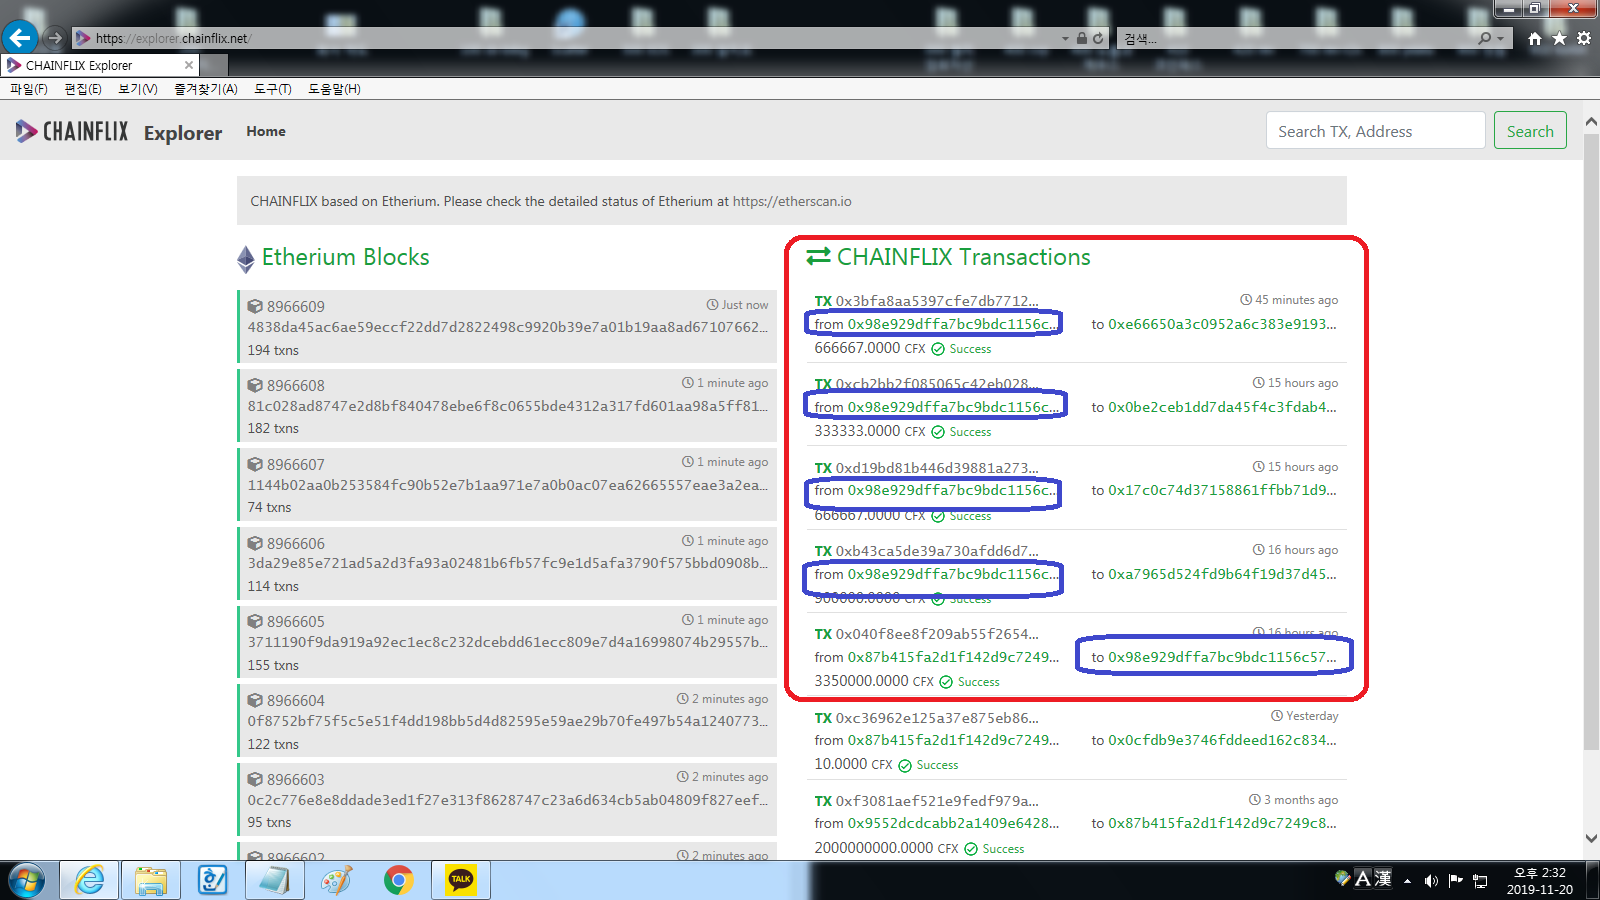 https://explorer.chainflix.net/
검색...
CHAINFLIX Explorer
파일(F) 편집(E) 보기(V) 즐겨찾기(A) 도구(T) 도움말(H)
CHAINFLIX Explorer Home
Search TX, Address
Search
CHAINFLIX based on Etherium. Please check the detailed status of Etherium at https://etherscan.io
Etherium Blocks
8966609 Just now
4838da45ac6ae59eccf22dd7d2822498c9920b39e7a01b19aa8ad67107662...
194 txns
8966608 1 minute ago
81c028ad8747e2d8bf840478ebe6f8c0655bde4312a317fd601aa98a5ff81...
182 txns
8966607 1 minute ago
1144b02aa0b253584fc90b52e7b1aa971e7a0b0ac07ea62665557eae3a2ea...
74 txns
8966606 1 minute ago
3da29e85e721ad5a2d3fa93a02481b6fb57fc9e1d5afa3790f575bbd0908b...
114 txns
8966605 1 minute ago
3711190f9da919a92ec1ec8c232dcebdd61ecc809e7d4a16998074b29557b...
155 txns
8966604 2 minutes ago
0f8752bf75f5c5e51f4dd198bb5d4d82595e59ae29b70fe497b54a1240773...
122 txns
8966603 2 minutes ago
0c2c776e8e8ddade3ed1f27e313f8628747c23a6d634cb5ab04809f827eef...
95 txns
8966602 2 minutes ago
CHAINFLIX Transactions
TX 0x3bfa8aa5397cfe7db7712... 45 minutes ago
from 0x98e929dffa7bc9bdc1156c... to 0xe66650a3c0952a6c383e9193...
666667.0000 CFX Success
TX 0xcb2bb2f085065c42eb028... 15 hours ago
from 0x98e929dffa7bc9bdc1156c... to 0x0be2ceb1dd7da45f4c3fdab4...
333333.0000 CFX Success
TX 0xd19bd81b446d39881a273... 15 hours ago
from 0x98e929dffa7bc9bdc1156c... to 0x17c0c74d37158861ffbb71d9...
666667.0000 CFX Success
TX 0xb43ca5de39a730afdd6d7... 16 hours ago
from 0x98e929dffa7bc9bdc1156c... to 0xa7965d524fd9b64f19d37d45...
900000.0000 CFX Success
TX 0x040f8ee8f209ab55f2654... 16 hours ago
from 0x87b415fa2d1f142d9c7249... to 0x98e929dffa7bc9bdc1156c57...
3350000.0000 CFX Success
TX 0xc36962e125a37e875eb86... Yesterday
from 0x87b415fa2d1f142d9c7249... to 0x0cfdb9e3746fddeed162c834...
10.0000 CFX Success
TX 0xf3081aef521e9fedf979a... 3 months ago
from 0x9552dcdcabb2a1409e6428... to 0x87b415fa2d1f142d9c7249c8...
2000000000.0000 CFX Success
TALK
A 漢
오후 2:32
2019-11-20